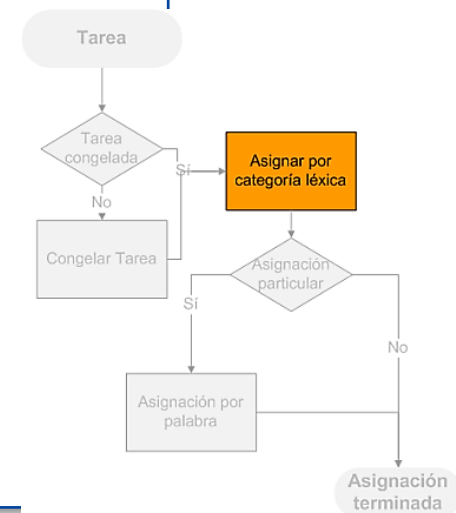 Tarea
Tarea
congelada
Sí
No
Congelar Tarea
Asignar por
categoría léxica
Asignación
particular
Sí
No
Asignación por
palabra
Asignación
terminada